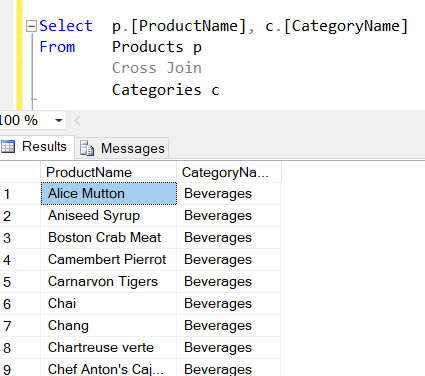 Select p.[ProductName], c.[CategoryName]
From Products p
Cross Join
Categories c
100 %
Results Messages
ProductName CategoryNa...
1 Alice Mutton Beverages
2 Aniseed Syrup Beverages
3 Boston Crab Meat Beverages
4 Camembert Pierrot Beverages
5 Carnarvon Tigers Beverages
6 Chai Beverages
7 Chang Beverages
8 Chartreuse verte Beverages
9 Chef Anton's Caj... Beverages